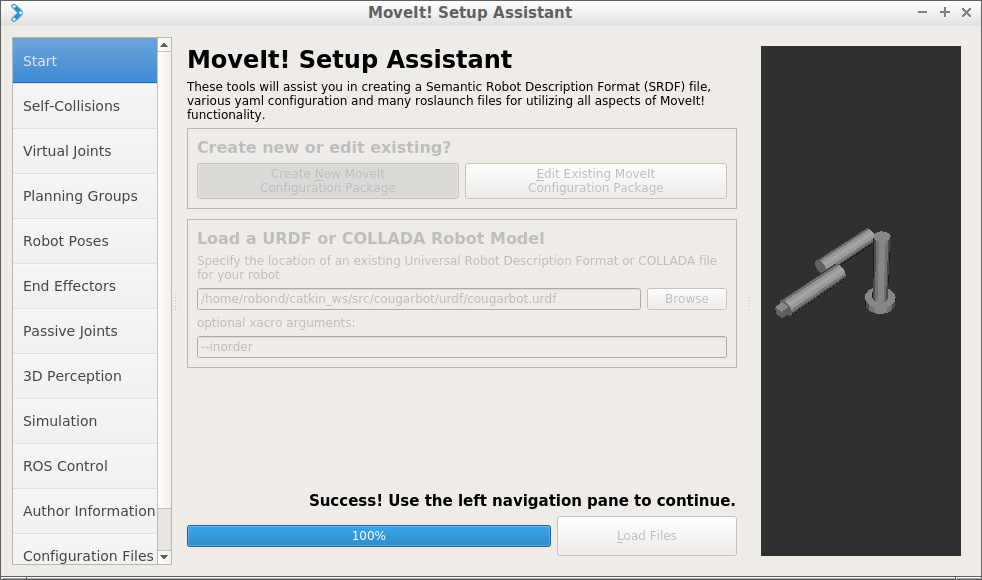 MoveIt! Setup Assistant
Start
Self-Collisions
Virtual Joints
Planning Groups
Robot Poses
End Effectors
Passive Joints
3D Perception
Simulation
ROS Control
Author Information
Configuration Files
MoveIt! Setup Assistant
These tools will assist you in creating a Semantic Robot Description Format (SRDF) file,
various yaml configuration and many roslaunch files for utilizing all aspects of MoveIt!
functionality.
Create new or edit existing?
Create New MoveIt
Configuration Package
Edit Existing MoveIt
Configuration Package
Load a URDF or COLLADA Robot Model
Specify the location of an existing Universal Robot Description Format or COLLADA file
for your robot
/home/robond/catkin_ws/src/cougarbot/urdf/cougarbot.urdf
Browse
optional xacro arguments:
--inorder
Success! Use the left navigation pane to continue.
100%
Load Files